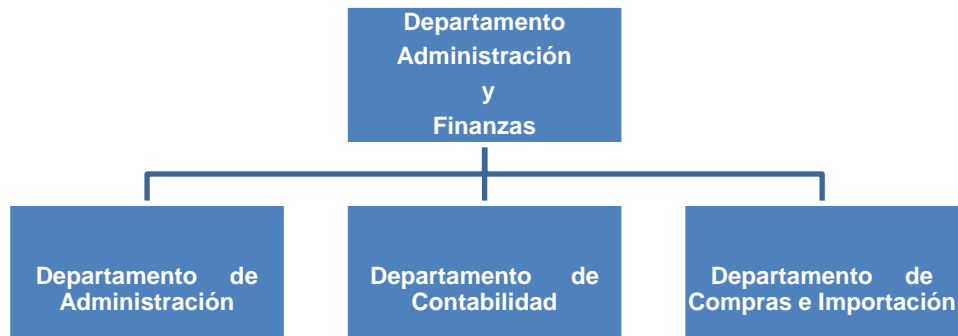 Departamento
Administración
y
Finanzas
Departamento de
Administración
Departamento de
Contabilidad
Departamento de
Compras e Importación